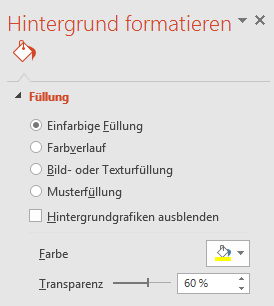 Hintergrund formatieren
Füllung
Einfarbige Füllung
Farbverlauf
Bild- oder Texturfüllung
Musterfüllung
Hintergrundgrafiken ausblenden
Farbe
Transparenz 60 %